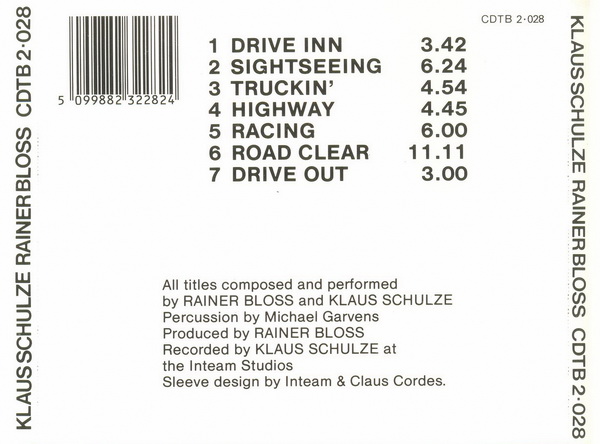 KLAUS SCHULZE RAINER BLOSS CDTB 2·028
5 099882 322824
CDTB 2·028
1 DRIVE INN 3.42
2 SIGHTSEEING 6.24
3 TRUCKIN' 4.54
4 HIGHWAY 4.45
5 RACING 6.00
6 ROAD CLEAR 11.11
7 DRIVE OUT 3.00
All titles composed and performed
by RAINER BLOSS and KLAUS SCHULZE
Percussion by Michael Garvens
Produced by RAINER BLOSS
Recorded by KLAUS SCHULZE at
the Inteam Studios
Sleeve design by Inteam & Claus Cordes.
KLAUS SCHULZE RAINER BLOSS CDTB 2·028